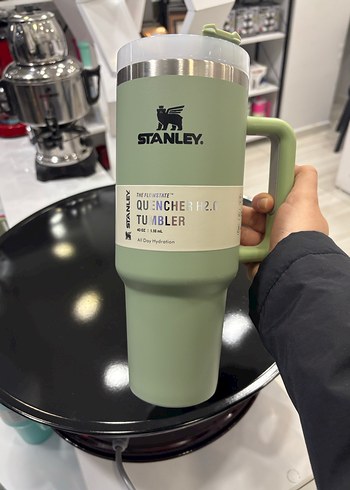 STANLEY.
THE FLOWSTATE™
QUENCHER H2.0
TUMBLER
40 OZ | 1.18 mL
All Day Hydration
STANLEY